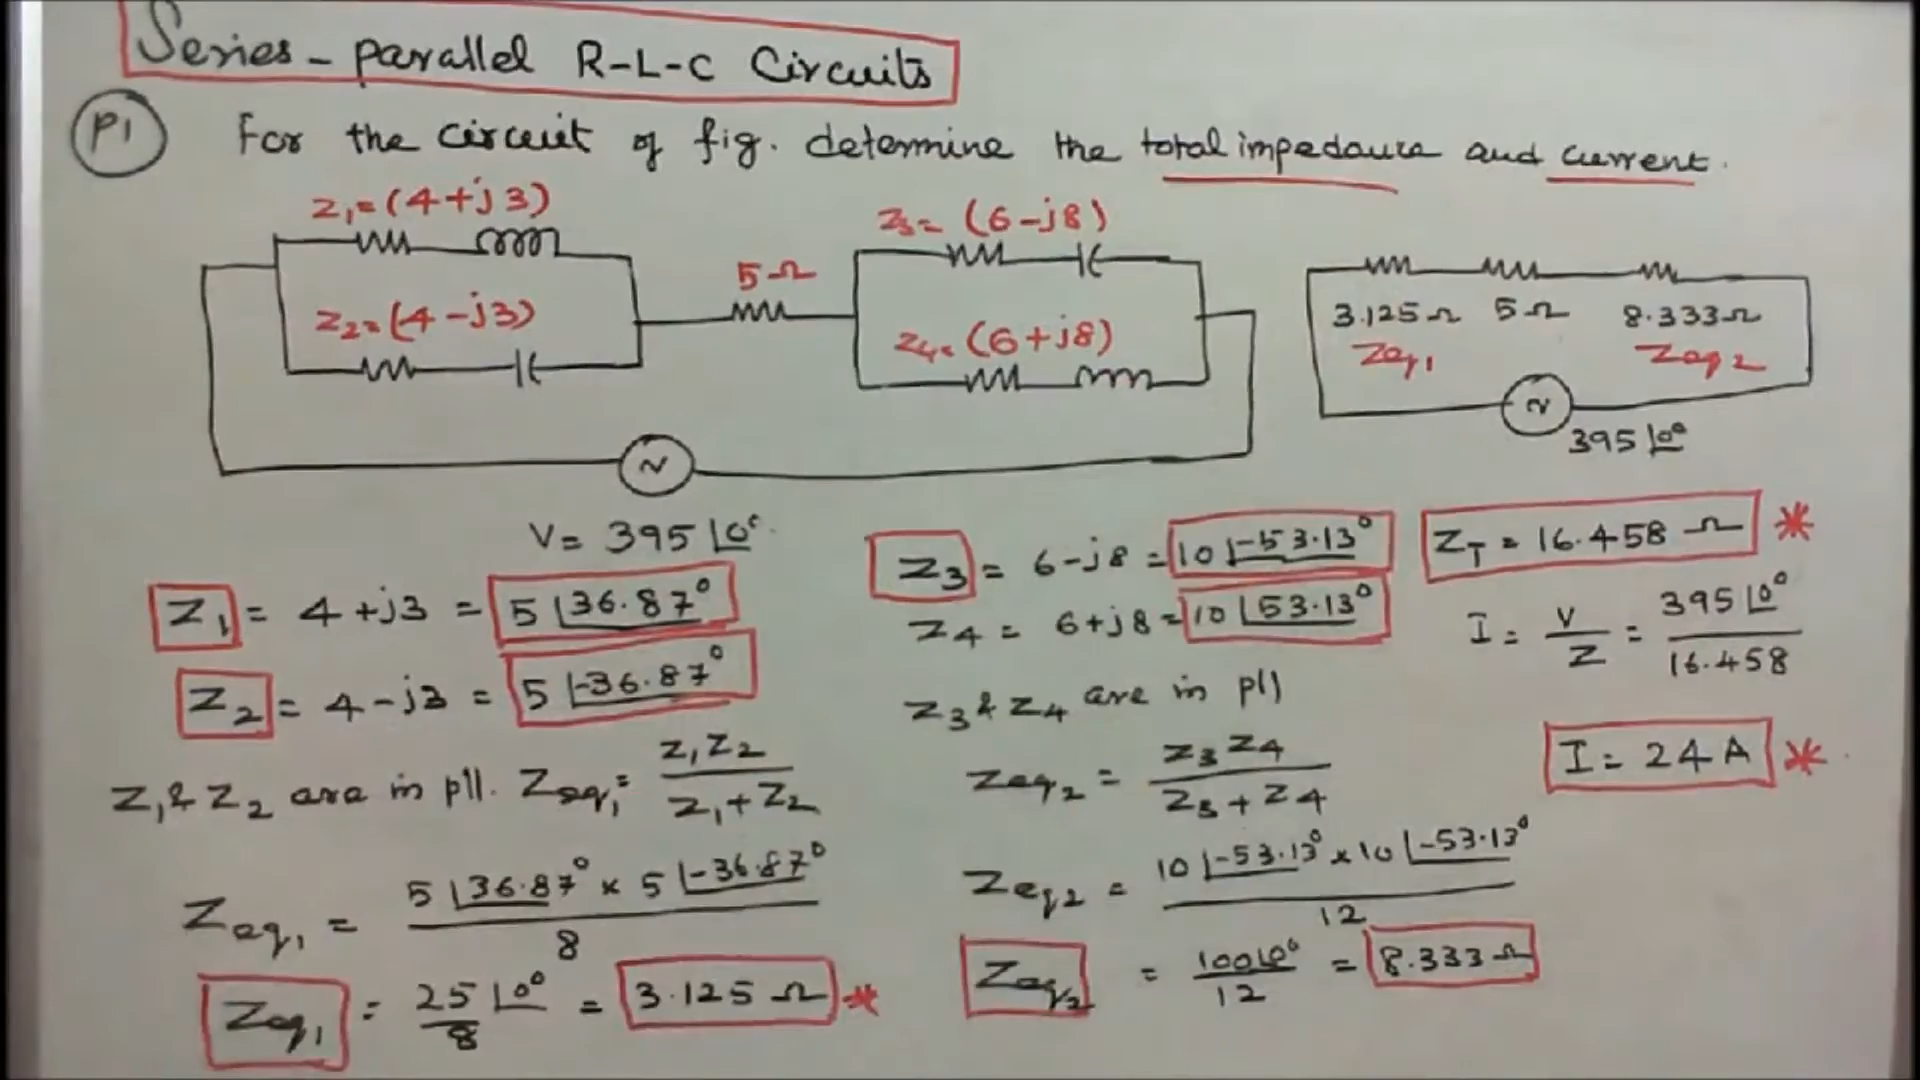 Series-parallel R-L-C Circuits
P1 For the circuit of fig. determine the total impedance and current.
Z1=(4+j3)
Z2=(4-j3)
5Ω
Z3=(6-j8)
Z4=(6+j8)
3.125Ω 5Ω 8.333Ω
Zeq1 Zeq2
395∠0°
V= 395∠0°
Z1 = 4+j3 = 5∠36.87°
Z2 = 4-j3 = 5∠-36.87°
Z1 & Z2 are in pll. Zeq1 = Z1Z2 / Z1+Z2
Zeq1 = 5∠36.87° x 5∠-36.87° / 8
Zeq1 = 25∠0° / 8 = 3.125 Ω *
Z3 = 6-j8 = 10∠-53.13°
Z4 = 6+j8 = 10∠53.13°
Z3 & Z4 are in pll
Zeq2 = Z3Z4 / Z3+Z4
Zeq2 = 10∠-53.13° x 10∠-53.13° / 12
Zeq2 = 100∠0° / 12 = 8.333Ω
ZT = 16.458 Ω *
I = V / Z = 395∠0° / 16.458
I = 24 A *